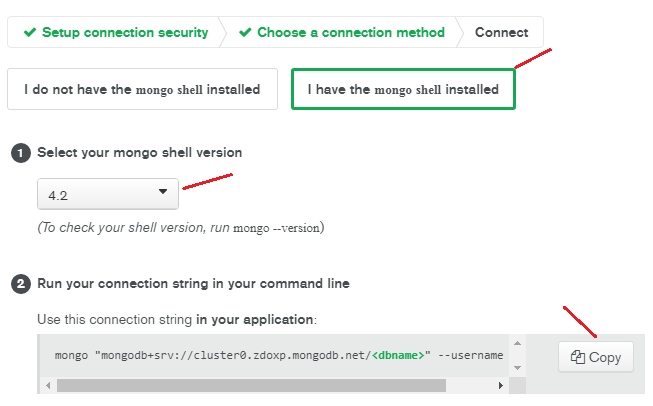 Setup connection security Choose a connection method Connect
I do not have the mongo shell installed I have the mongo shell installed
1 Select your mongo shell version
4.2
(To check your shell version, run mongo --version)
2 Run your connection string in your command line
Use this connection string in your application:
mongo "mongodb+srv://cluster0.zdoxp.mongodb.net/<dbname>" --username
Copy